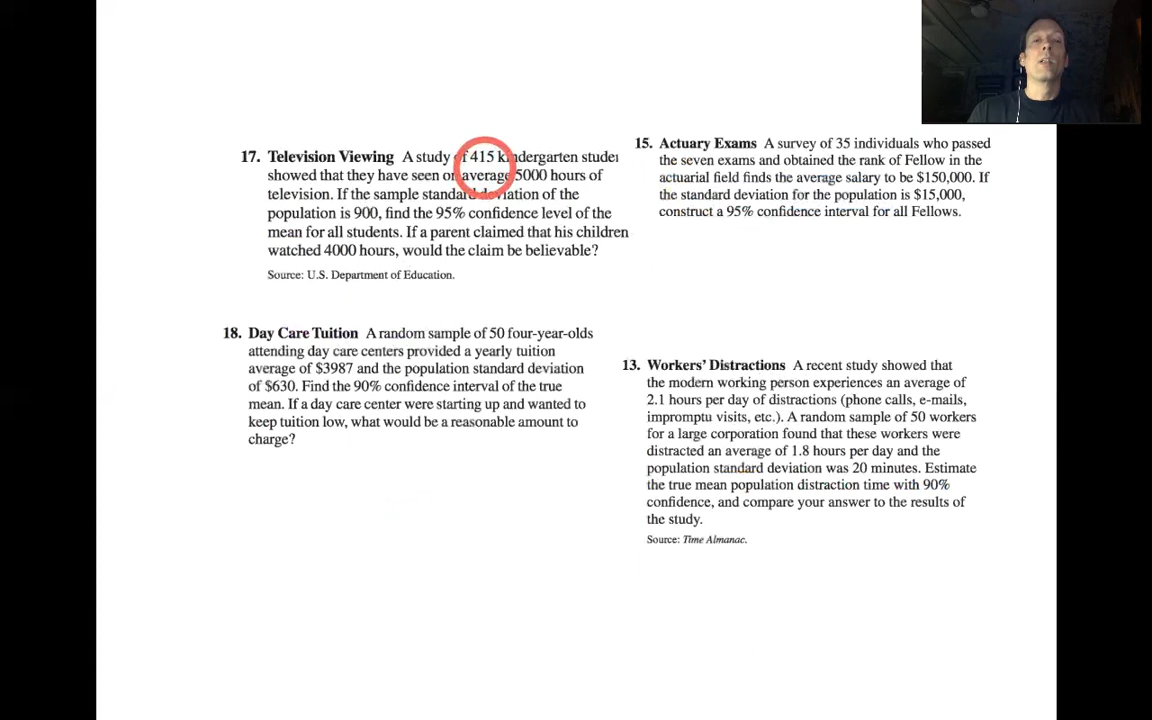 17. Television Viewing A study of 415 kindergarten studen
showed that they have seen on average 5000 hours of
television. If the sample standard deviation of the
population is 900, find the 95% confidence level of the
mean for all students. If a parent claimed that his children
watched 4000 hours, would the claim be believable?
Source: U.S. Department of Education.
15. Actuary Exams A survey of 35 individuals who passed
the seven exams and obtained the rank of Fellow in the
actuarial field finds the average salary to be $150,000. If
the standard deviation for the population is $15,000,
construct a 95% confidence interval for all Fellows.
18. Day Care Tuition A random sample of 50 four-year-olds
attending day care centers provided a yearly tuition
average of $3987 and the population standard deviation
of $630. Find the 90% confidence interval of the true
mean. If a day care center were starting up and wanted to
keep tuition low, what would be a reasonable amount to
charge?
13. Workers' Distractions A recent study showed that
the modern working person experiences an average of
2.1 hours per day of distractions (phone calls, e-mails,
impromptu visits, etc.). A random sample of 50 workers
for a large corporation found that these workers were
distracted an average of 1.8 hours per day and the
population standard deviation was 20 minutes. Estimate
the true mean population distraction time with 90%
confidence, and compare your answer to the results of
the study.
Source: Time Almanac.